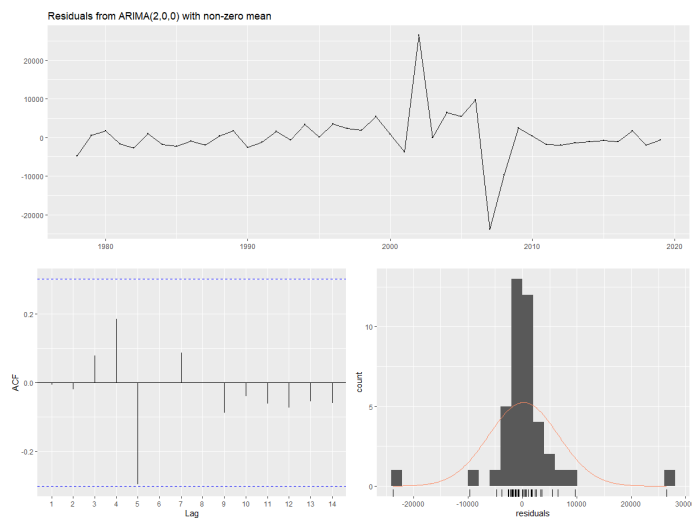 Residuals from ARIMA(2,0,0) with non-zero mean
20000
10000
0
-10000
-20000
1980
1990
2000
2010
2020
ACF
0.2
0.0
-0.2
1 2 3 4 5 6 7 8 9 10 11 12 13 14
Lag
count
10
5
0
-20000 -10000 0 10000 20000 30000
residuals